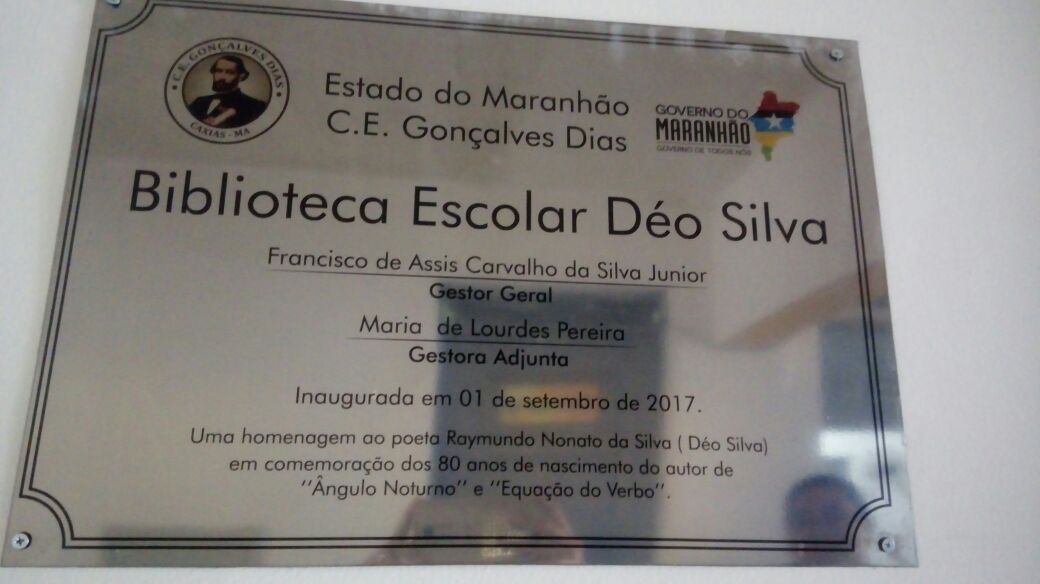 C.E. GONÇALVES DIAS
CAXIAS - MA
Estado do Maranhão
C.E. Gonçalves Dias
GOVERNO DO
MARANHÃO
GOVERNO DE TODOS NÓS
Biblioteca Escolar Déo Silva
Francisco de Assis Carvalho da Silva Junior
Gestor Geral
Maria de Lourdes Pereira
Gestora Adjunta
Inaugurada em 01 de setembro de 2017.
Uma homenagem ao poeta Raymundo Nonato da Silva ( Déo Silva)
em comemoração dos 80 anos de nascimento do autor de
''Ângulo Noturno'' e ''Equação do Verbo''.